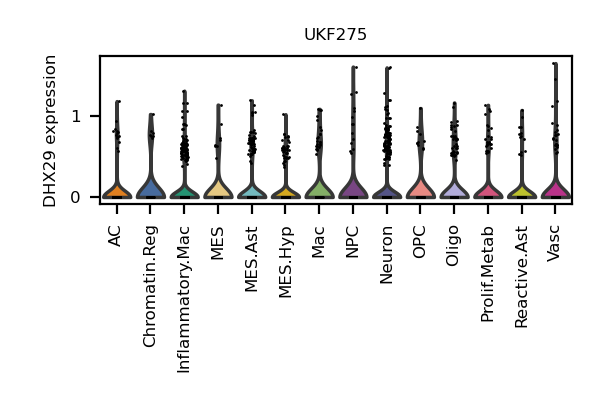 UKF275
DHX29 expression
1
0
AC
Chromatin.Reg
Inflammatory.Mac
MES
MES.Ast
MES.Hyp
Mac
NPC
Neuron
OPC
Oligo
Prolif.Metab
Reactive.Ast
Vasc